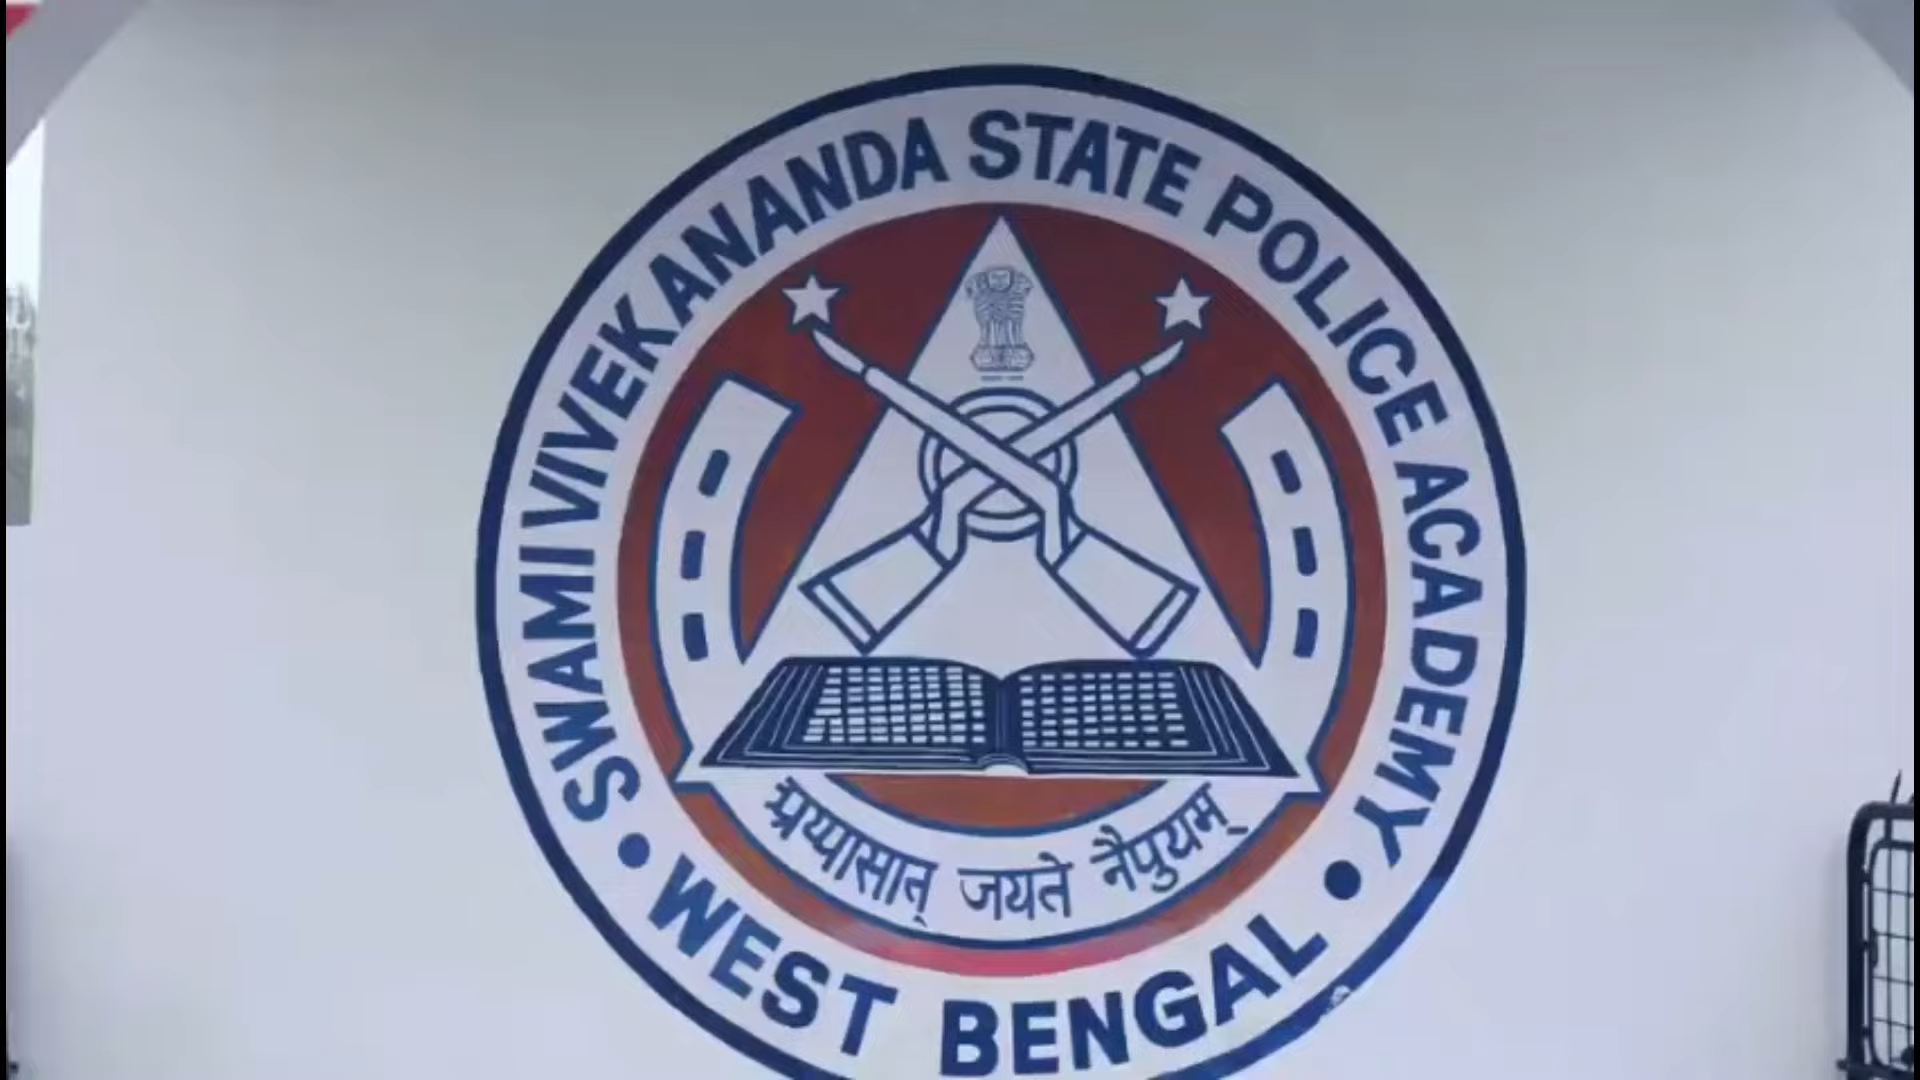 SWAMI VIVEKANANDA STATE POLICE ACADEMY
प्रय्पासान् जयते नैपुयम्
• WEST BENGAL •